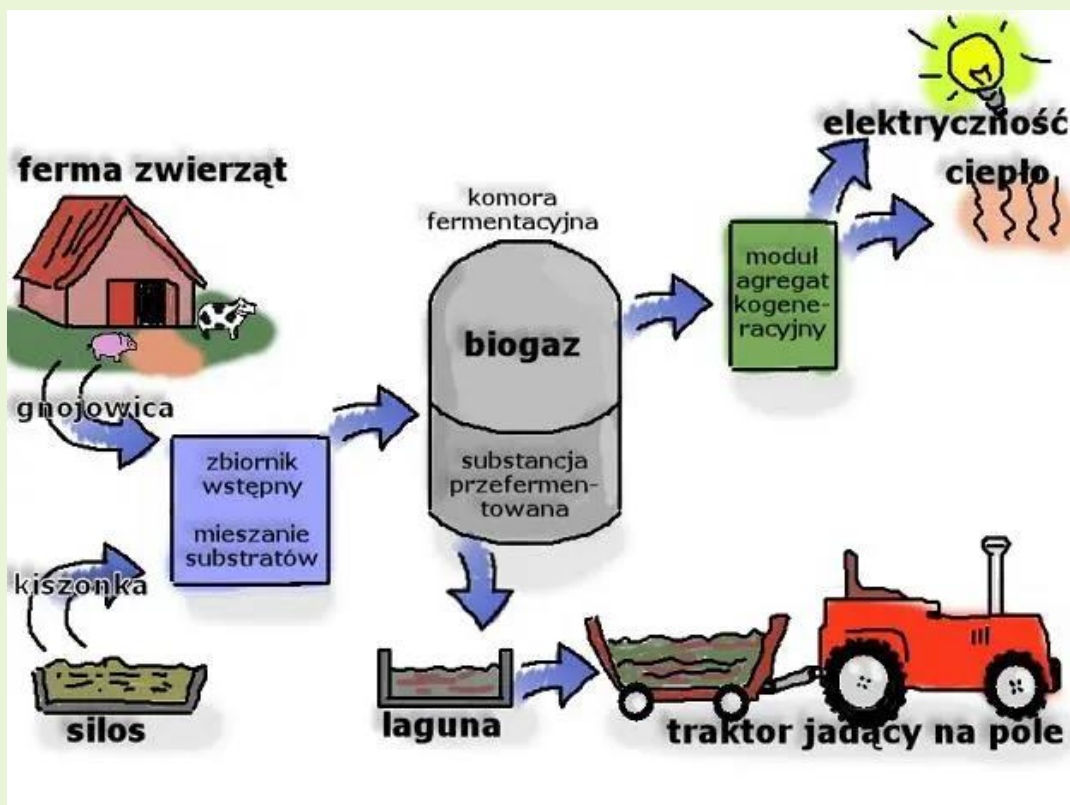 elektryczność
ciepło
ferma zwierząt
komora
fermentacyjna
moduł
agregat
kogene-
racyjny
biogaz
gnojowica
zbiornik
wstępny
mieszanie
substratów
substancja
przefermen-
towana
kiszonka
silos
laguna
traktor jadący na pole